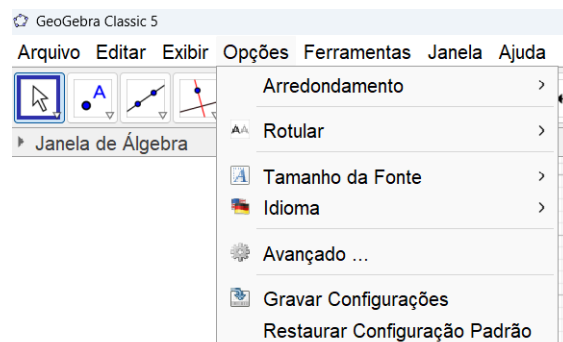 GeoGebra Classic 5
Arquivo Editar Exibir Opções Ferramentas Janela Ajuda
A
Janela de Álgebra
Arredondamento
AA Rotular
A Tamanho da Fonte
Idioma
Avançado ...
Gravar Configurações
Restaurar Configuração Padrão